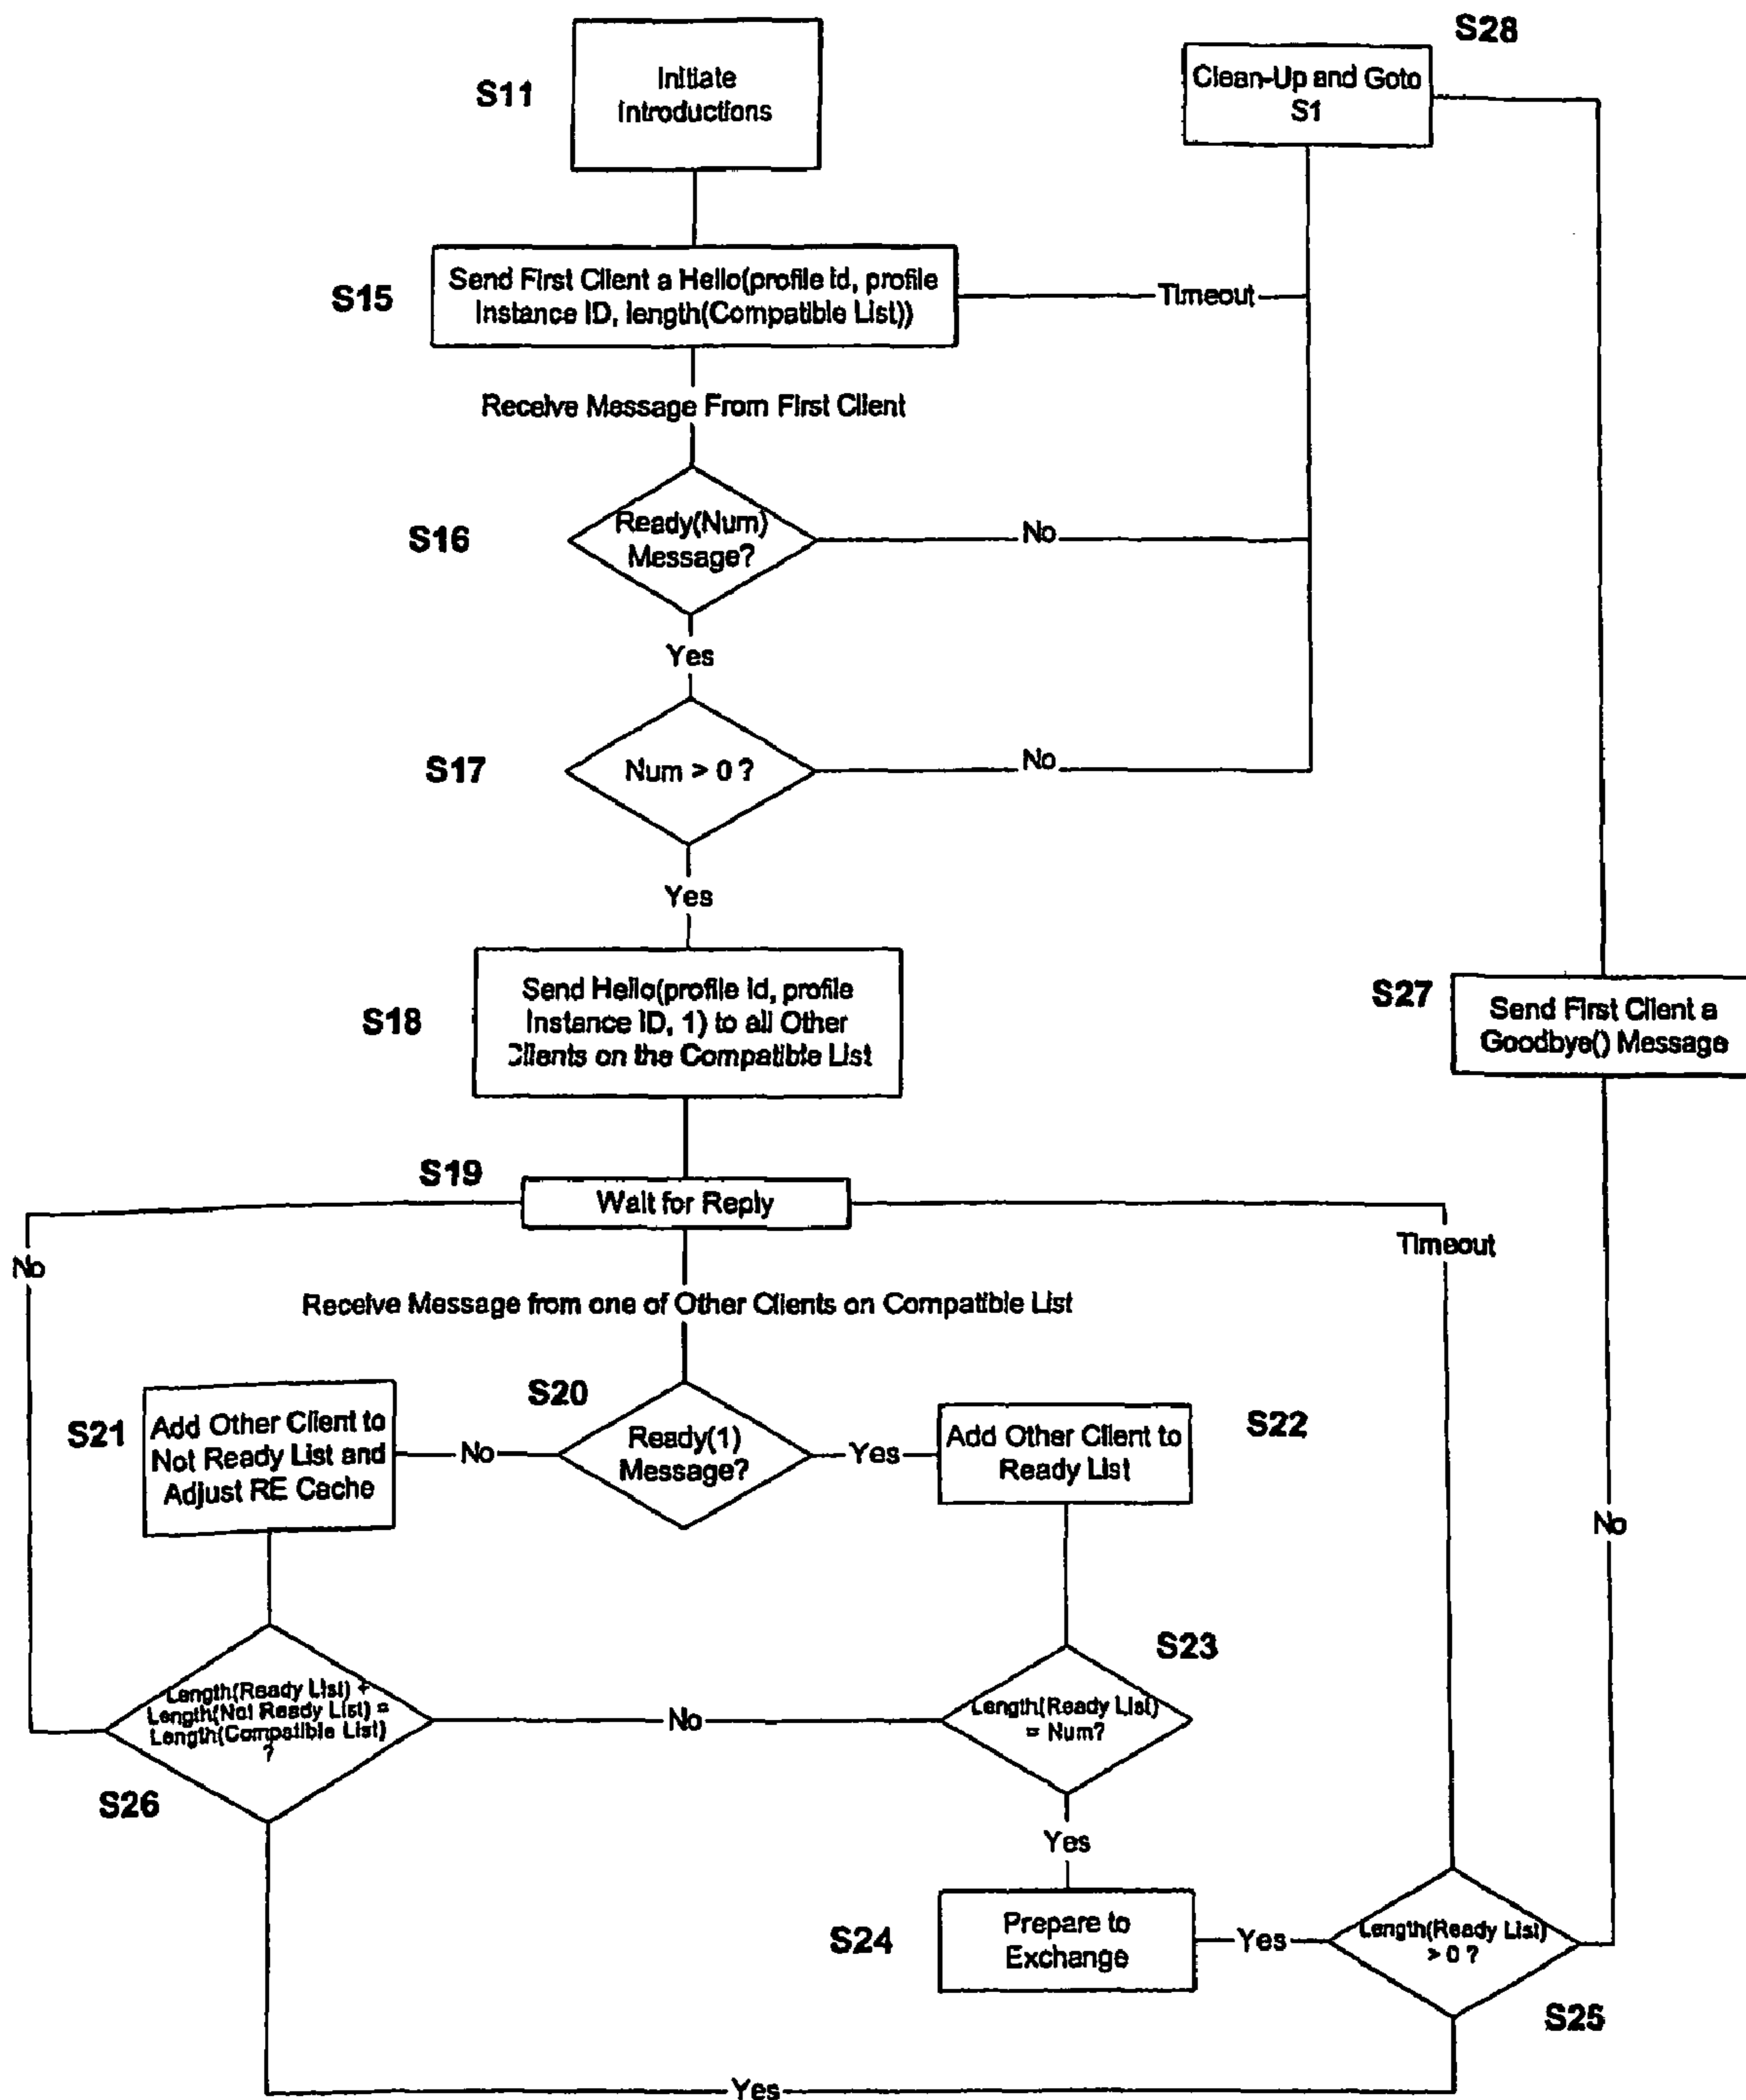 S28
S11
Initiate
Introductions
Clean-Up and Goto
S1
S15
Send First Client a Hello(profile id, profile
Instance ID, length(Compatible List))
Timeout
Receive Message From First Client
S16
Ready(Num)
Message?
No
Yes
S17
Num > 0 ?
No
Yes
S18
Send Hello(profile id, profile
Instance ID, 1) to all Other
Clients on the Compatible List
S27
Send First Client a
Goodbye() Message
S19
Wait for Reply
No
Timeout
Receive Message from one of Other Clients on Compatible List
S21
Add Other Client to
Not Ready List and
Adjust RE Cache
No
S20
Ready(1)
Message?
Yes
Add Other Client to
Ready List
S22
No
Length(Ready List) +
Length(Not Ready List) =
Length(Compatible List)
?
No
S23
Length(Ready List)
= Num?
S26
Yes
S24
Prepare to
Exchange
Yes
Length(Ready List)
> 0 ?
S25
Yes